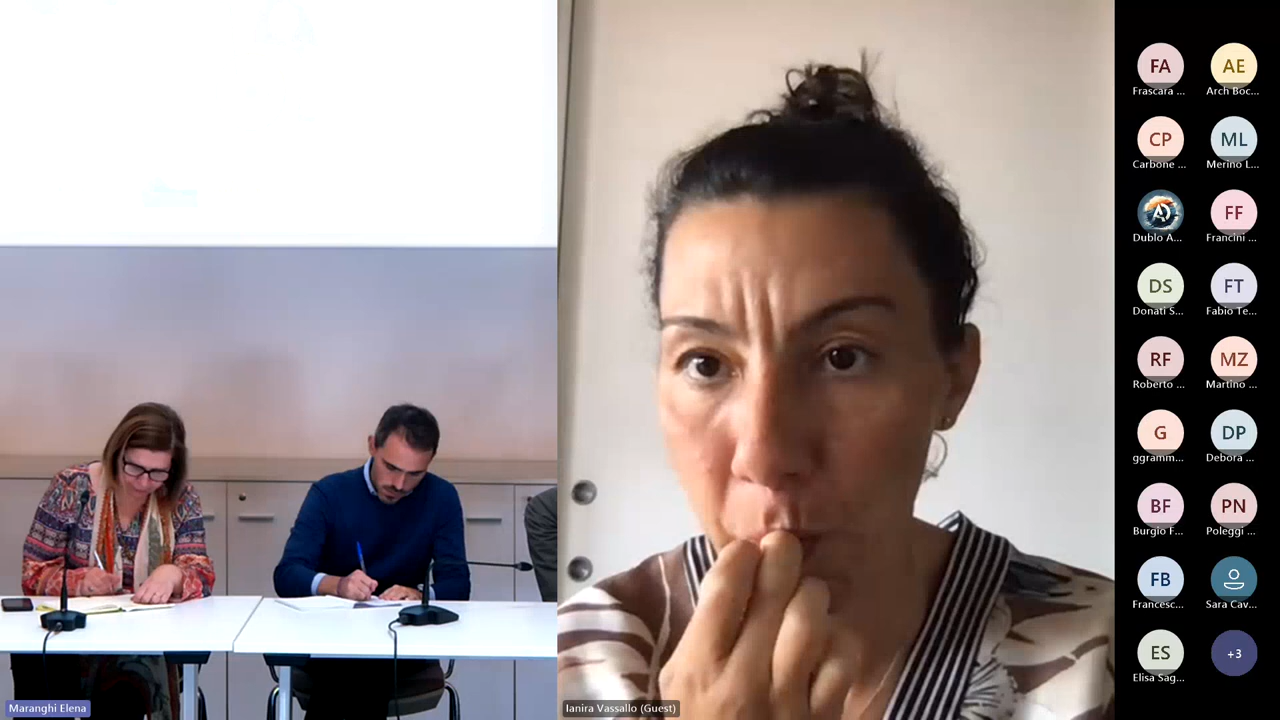 FA
AE
Frascara ...
Arch Boc...
CP
ML
Carbone ...
Merino L...
AD
FF
Dublo A...
Francini ...
DS
FT
Donati S...
Fabio Te...
RF
MZ
Roberto ...
Martino ...
G
DP
ggramm...
Debora ...
BF
PN
Burgio F...
Poleggi ...
FB
Francesc...
Sara Cav...
ES
+3
Elisa Sag...
Maranghi Elena
Ianira Vassallo (Guest)